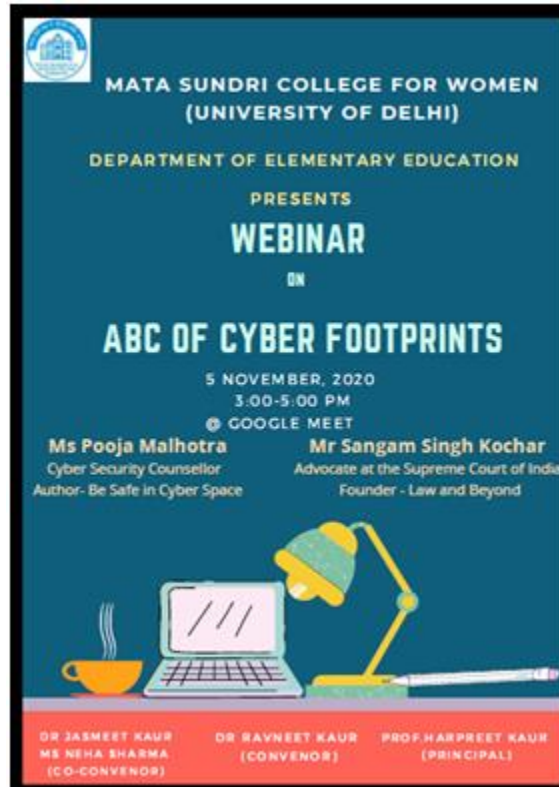 MATA SUNDRI COLLEGE FOR WOMEN
(UNIVERSITY OF DELHI)
DEPARTMENT OF ELEMENTARY EDUCATION
PRESENTS
WEBINAR
ON
ABC OF CYBER FOOTPRINTS
5 NOVEMBER, 2020
3:00-5:00 PM
@ GOOGLE MEET
Ms Pooja Malhotra
Cyber Security Counsellor
Author- Be Safe in Cyber Space
Mr Sangam Singh Kochar
Advocate at the Supreme Court of India
Founder - Law and Beyond
DR JASMEET KAUR
MS NEHA SHARMA
(CO-CONVENOR)
DR RAVNEET KAUR
(CONVENOR)
PROF.HARPREET KAUR
(PRINCIPAL)